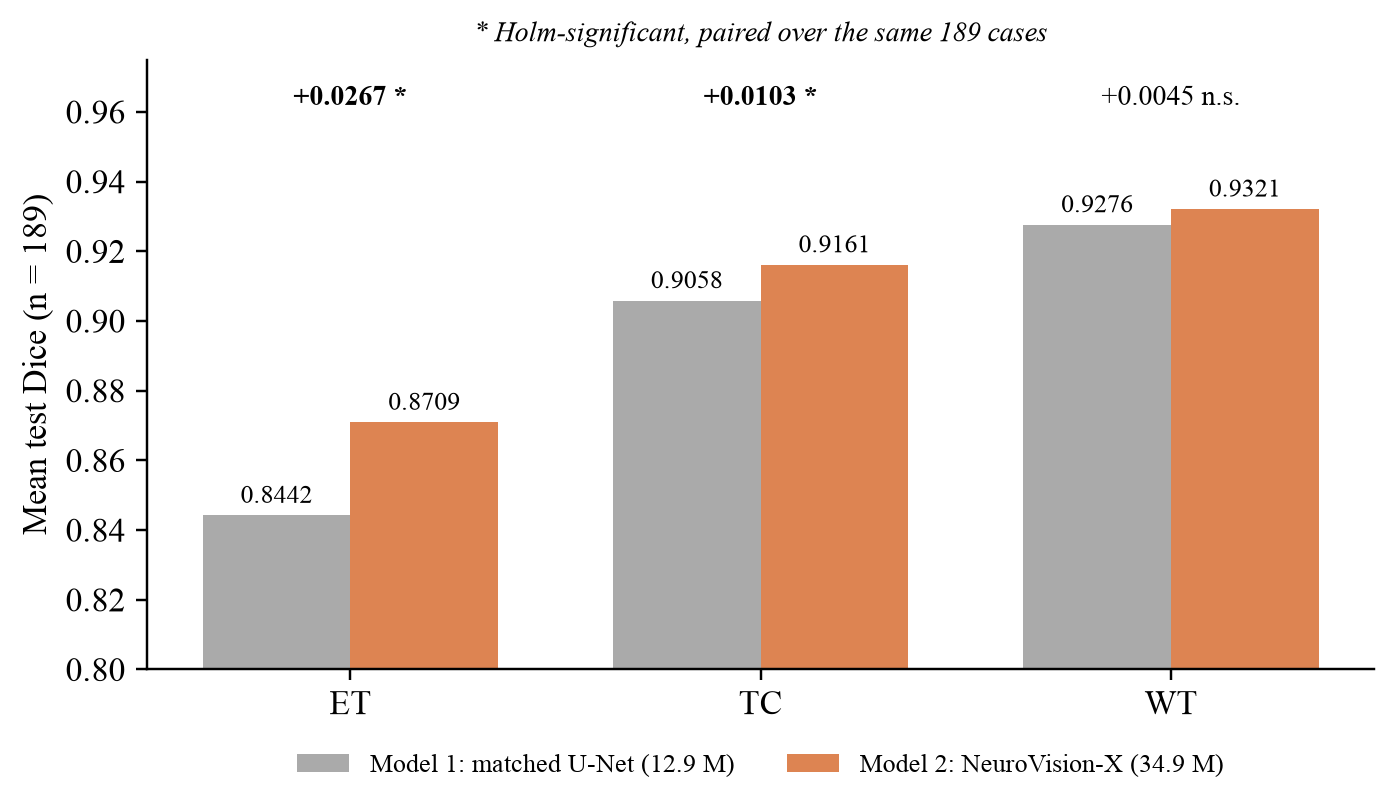 * Holm-significant, paired over the same 189 cases
+0.0267 *
+0.0103 *
+0.0045 n.s.
Mean test Dice (n = 189)
0.96
0.94
0.92
0.90
0.88
0.86
0.84
0.82
0.80
0.8442
0.8709
0.9058
0.9161
0.9276
0.9321
ET
TC
WT
Model 1: matched U-Net (12.9 M)
Model 2: NeuroVision-X (34.9 M)